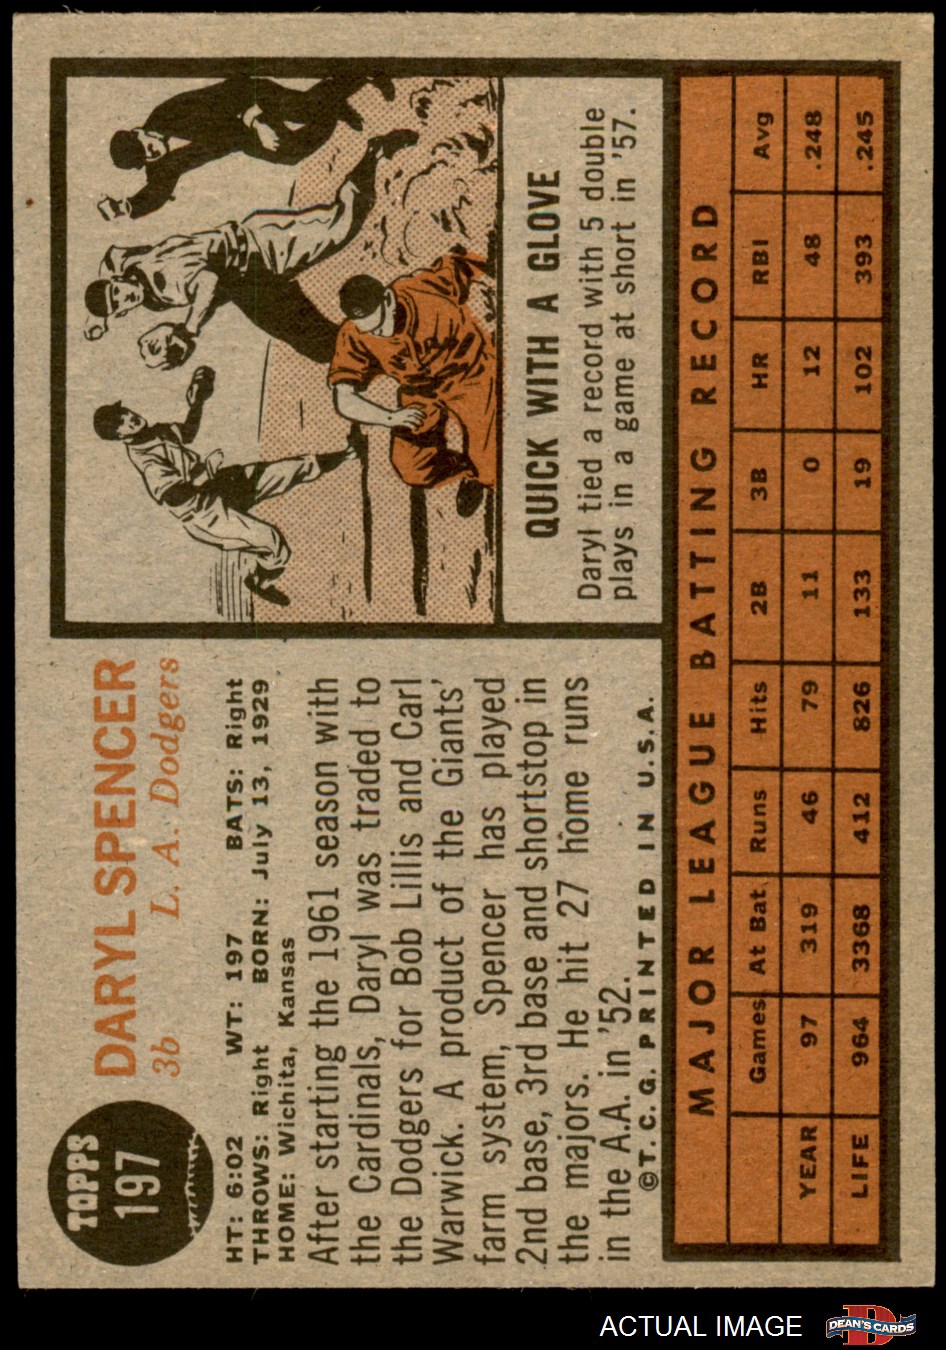 TOPPS
197
DARYL SPENCER
3b L. A. Dodgers
HT: 6:02 WT: 197 BATS: Right
THROWS: Right BORN: July 13, 1929
HOME: Wichita, Kansas
After starting the 1961 season with
the Cardinals, Daryl was traded to
the Dodgers for Bob Lillis and Carl
Warwick. A product of the Giants'
farm system, Spencer has played
2nd base, 3rd base and shortstop in
the majors. He hit 27 home runs
in the A.A. in '52.
©T.C.G. PRINTED IN U.S.A.
QUICK WITH A GLOVE
Daryl tied a record with 5 double
plays in a game at short in '57.
MAJOR LEAGUE BATTING RECORD
Games At Bat Runs Hits 2B 3B HR RBI Avg
YEAR 97 319 46 79 11 0 12 48 .248
LIFE 964 3368 412 826 133 19 102 393 .245
ACTUAL IMAGE
D
DEAN'S CARDS